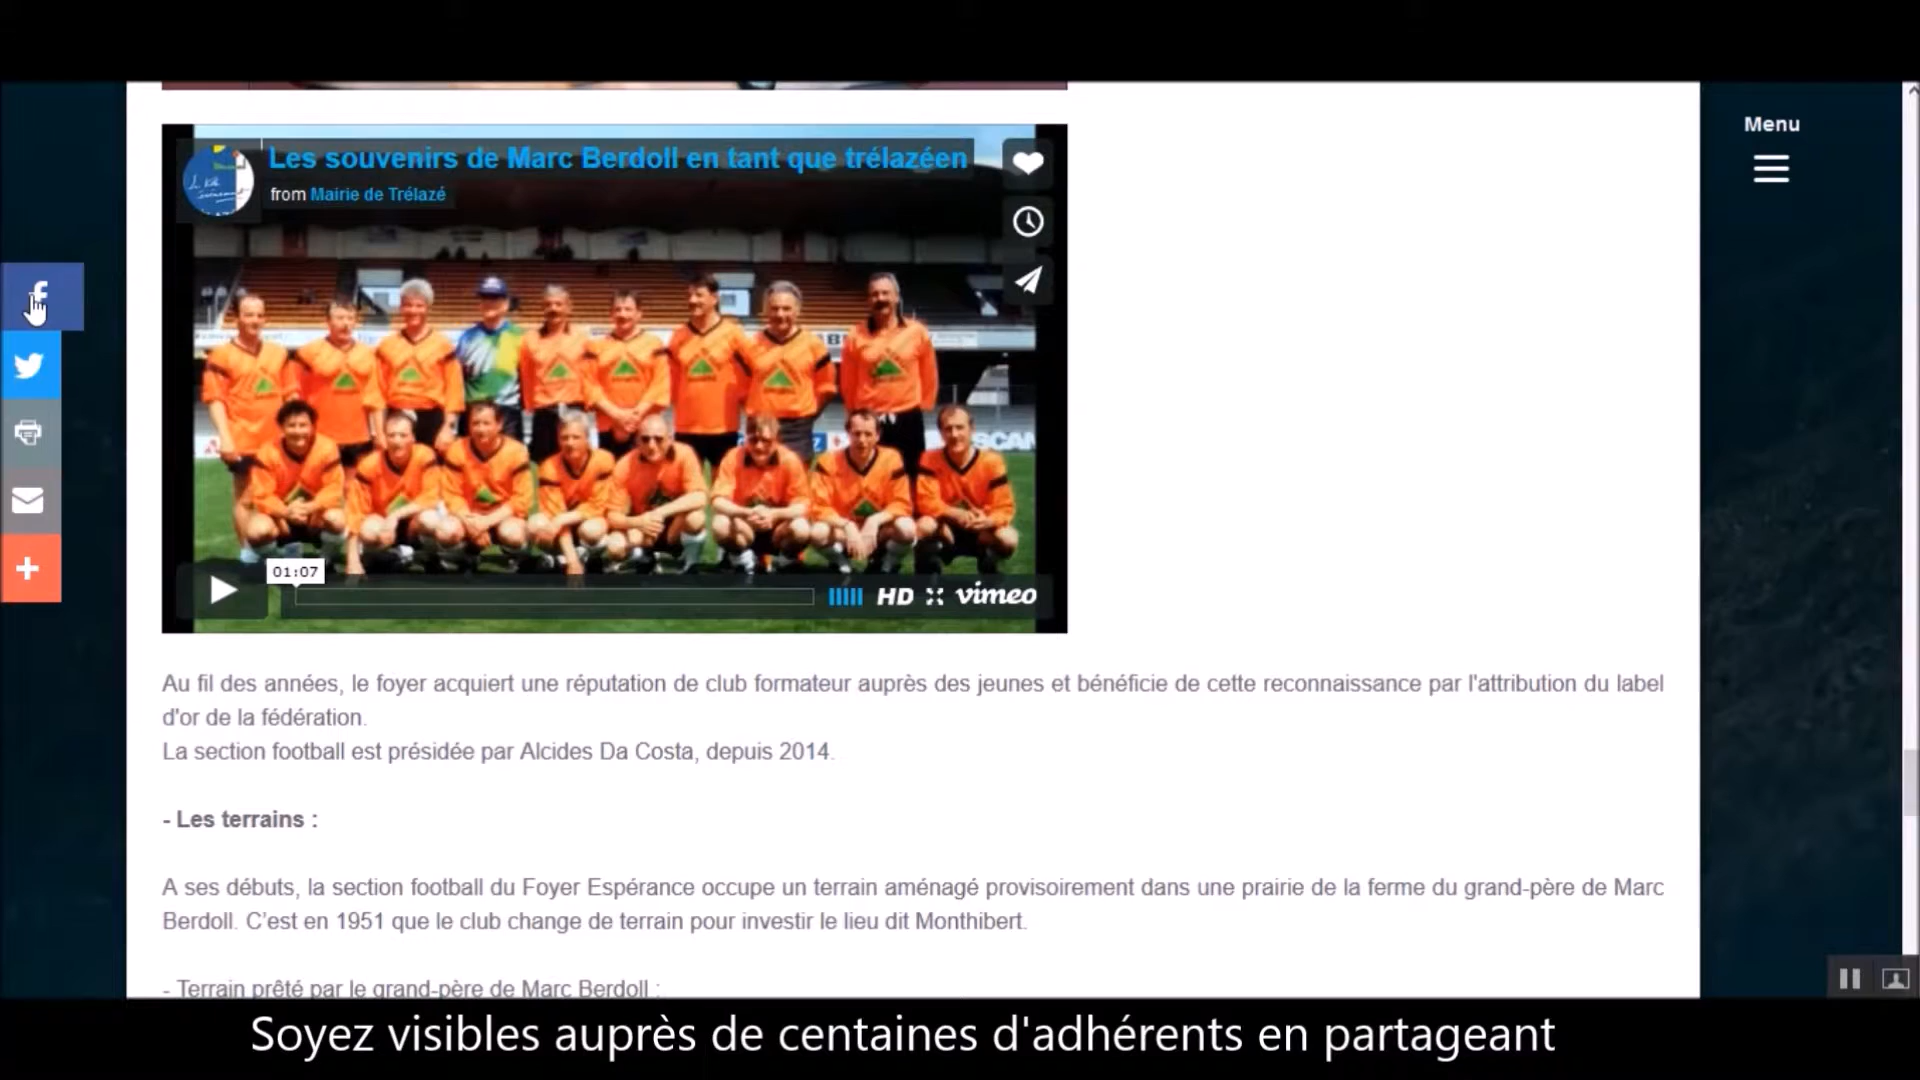 Menu
Les souvenirs de Marc Berdoll en tant que trélazéen
from Mairie de Trélazé
SCAN
01:07
HD vimeo
Au fil des années, le foyer acquiert une réputation de club formateur auprès des jeunes et bénéficie de cette reconnaissance par l'attribution du label
d'or de la fédération.
La section football est présidée par Alcides Da Costa, depuis 2014.
- Les terrains :
A ses débuts, la section football du Foyer Espérance occupe un terrain aménagé provisoirement dans une prairie de la ferme du grand-père de Marc
Berdoll. C'est en 1951 que le club change de terrain pour investir le lieu dit Monthibert.
- Terrain prêté par le grand-père de Marc Berdoll :
Soyez visibles auprès de centaines d'adhérents en partageant